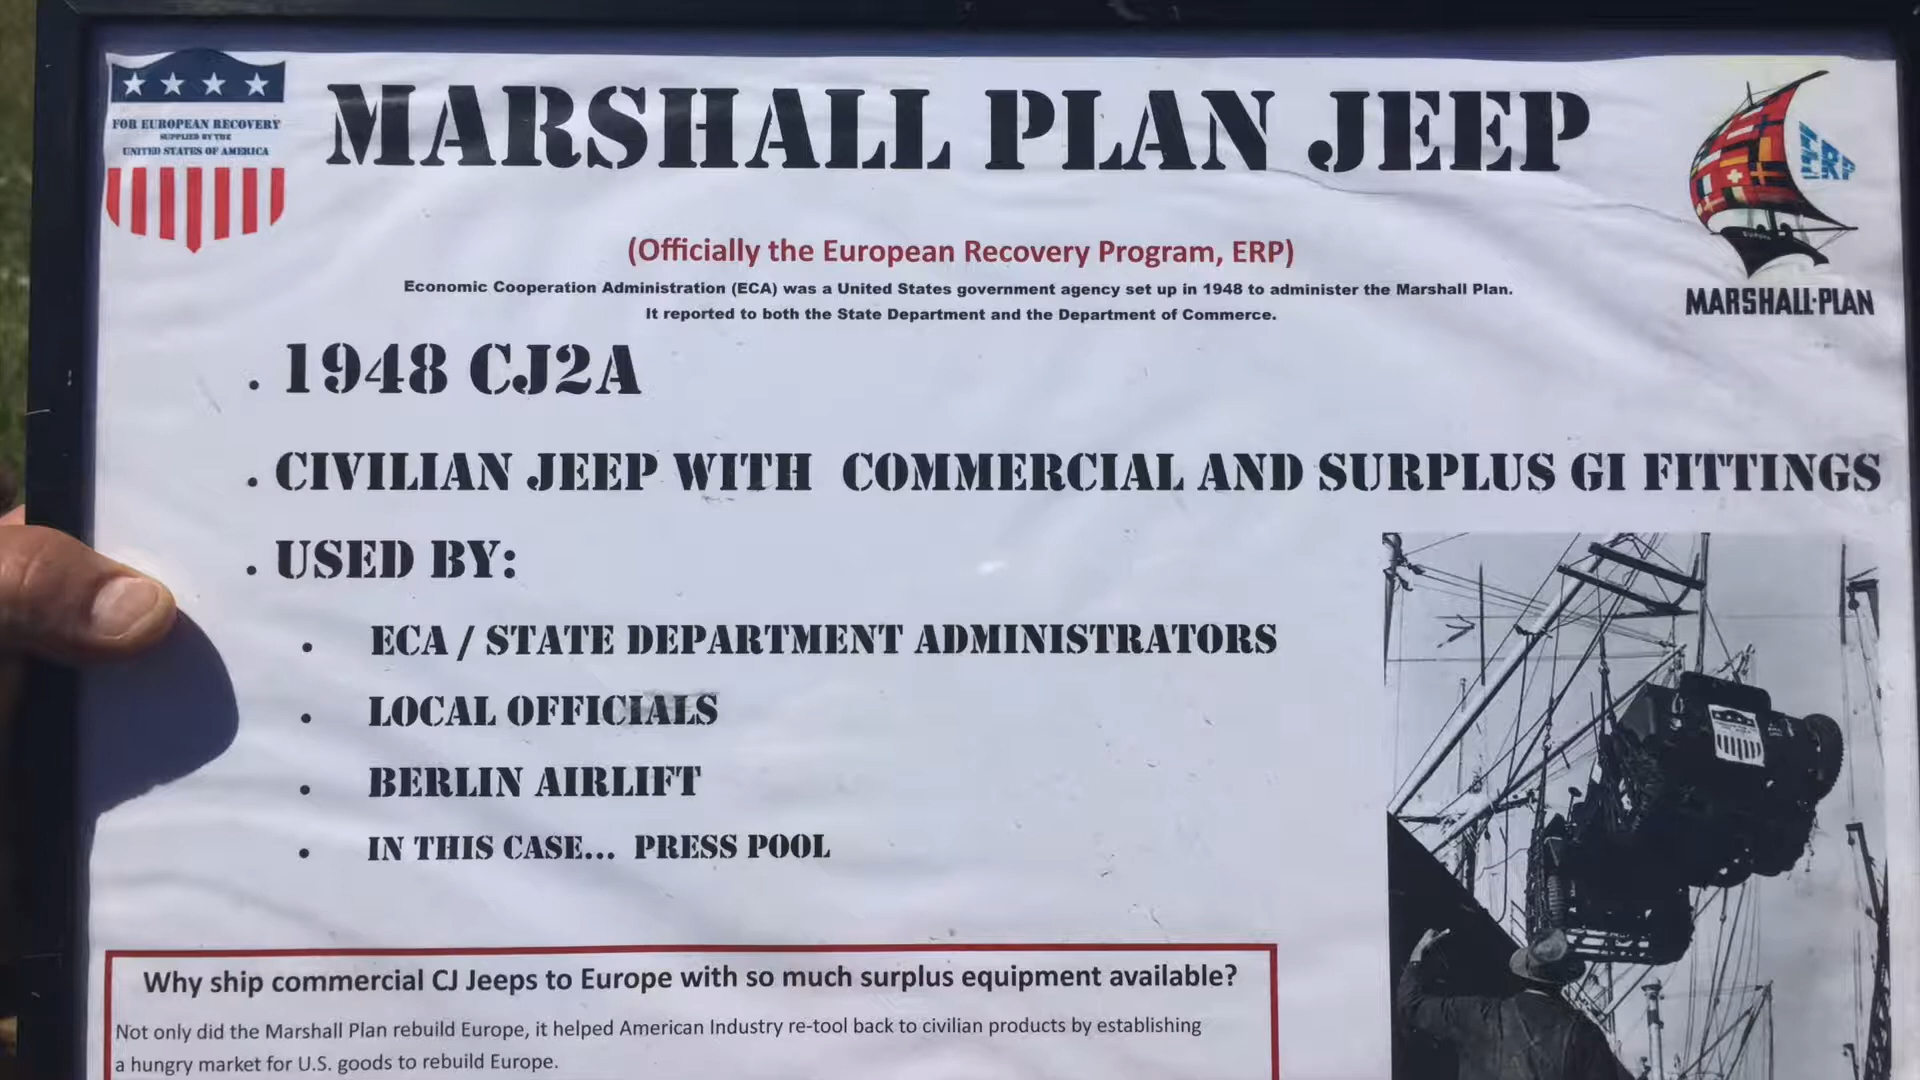 FOR EUROPEAN RECOVERY
SUPPLIED BY THE
UNITED STATES OF AMERICA
MARSHALL PLAN JEEP
ERP
MARSHALL-PLAN
(Officially the European Recovery Program, ERP)
Economic Cooperation Administration (ECA) was a United States government agency set up in 1948 to administer the Marshall Plan.
It reported to both the State Department and the Department of Commerce.
• 1948 CJ2A
• CIVILIAN JEEP WITH COMMERCIAL AND SURPLUS GI FITTINGS
• USED BY:
• ECA / STATE DEPARTMENT ADMINISTRATORS
• LOCAL OFFICIALS
• BERLIN AIRLIFT
• IN THIS CASE... PRESS POOL
Why ship commercial CJ Jeeps to Europe with so much surplus equipment available?
Not only did the Marshall Plan rebuild Europe, it helped American Industry re-tool back to civilian products by establishing
a hungry market for U.S. goods to rebuild Europe.